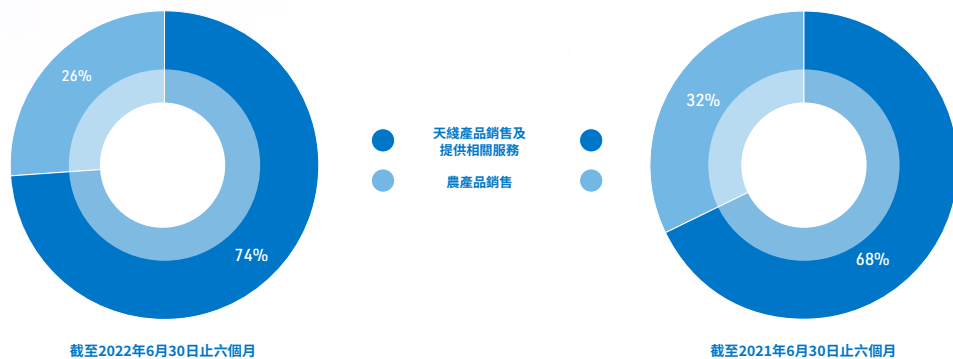 26%
74%
截至2022年6月30日止六個月
天綫產品銷售及
提供相關服務
農產品銷售
32%
68%
截至2021年6月30日止六個月